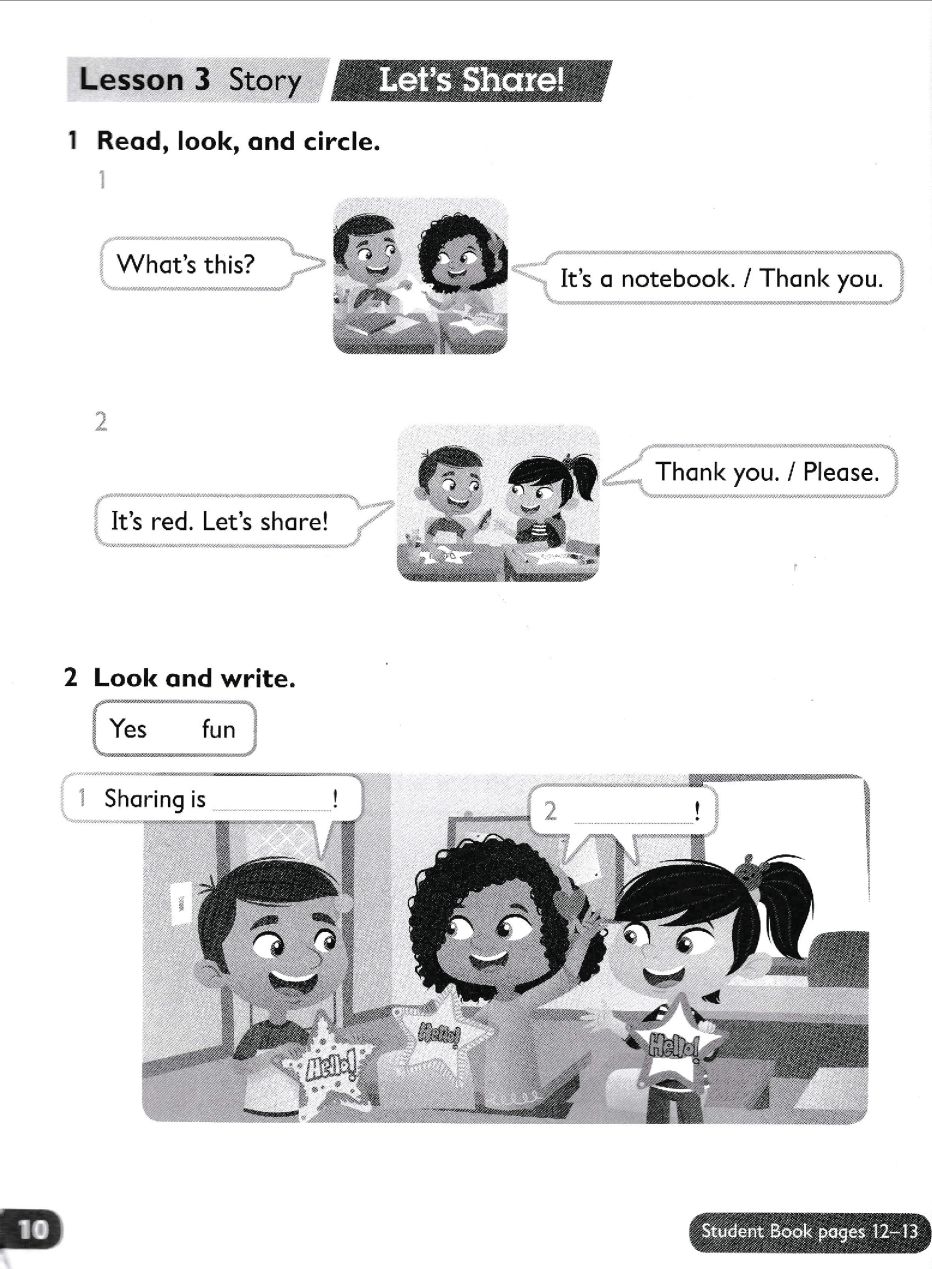 Lesson 3 Story Let's Share!
1 Read, look, and circle.
1
What's this?
It's a notebook. / Thank you.
2
Thank you. / Please.
It's red. Let's share!
2 Look and write.
Yes fun
1 Sharing is ____________!
2 ____________!
Hello!
Hello!
Hello!
10
Student Book pages 12–13